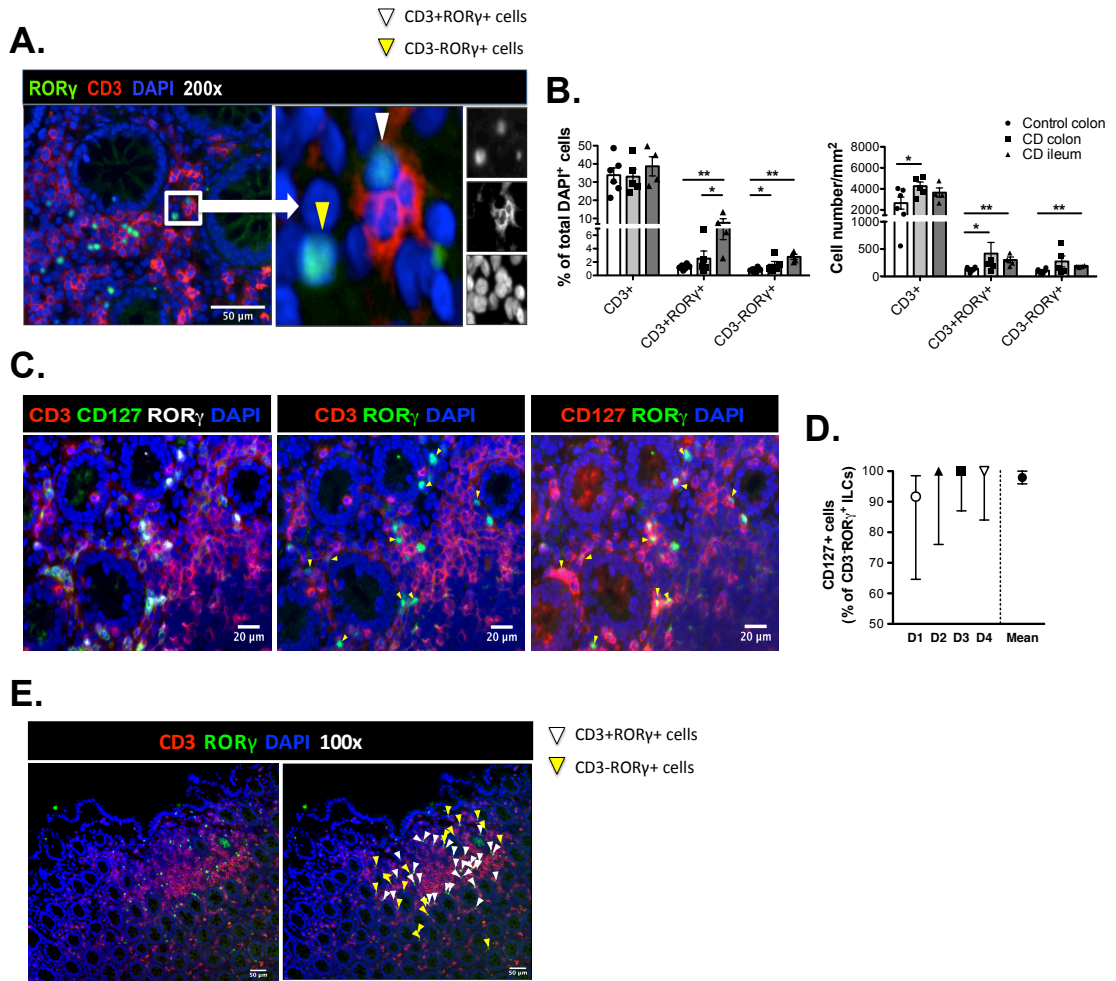 CD3+RORγ+ cells
CD3-RORγ+ cells
A.
RORγ CD3 DAPI 200x
50 μm
B.
% of total DAPI⁺ cells
50
40
30
20
10
8
6
4
2
0
CD3+
CD3+RORγ+
CD3-RORγ+
*
**
*
**
*
Cell number/mm²
10000
8000
6000
4000
2000
500
0
CD3+
CD3+RORγ+
CD3-RORγ+
*
**
*
**
Control colon
CD colon
CD ileum
C.
CD3 CD127 RORγ DAPI
CD3 RORγ
CD127 RORγ DAPI
20 μm
20 μm
20 μm
D.
CD127+ cells
(% of CD3⁻RORγ⁺ ILCs)
100
90
80
70
60
50
D1 D2 D3 D4 Mean
E.
CD3 RORγ DAPI 100x
50 μm
50 μm
CD3+RORγ+ cells
CD3-RORγ+ cells